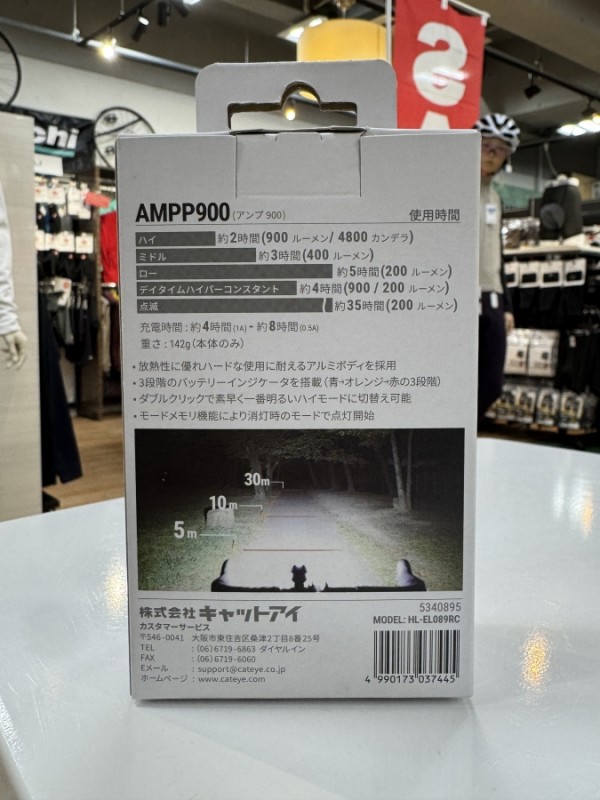 AMPP900 (アンプ 900) 使用時間
ハイ 約2時間(900 ルーメン/ 4800 カンデラ)
ミドル 約3時間(400 ルーメン)
ロー 約5時間(200 ルーメン)
デイタイムハイパーコンスタント 約4時間(900 / 200 ルーメン)
点滅 約35時間(200 ルーメン)
充電時間 : 約4時間(1A) - 約8時間(0.5A)
重さ : 142g(本体のみ)
• 放熱性に優れハードな使用に耐えるアルミボディを採用
• 3段階のバッテリーインジケータを搭載(青→オレンジ→赤の3段階)
• ダブルクリックで素早く一番明るいハイモードに切替え可能
• モードメモリ機能により消灯時のモードで点灯開始
30m
10m
5m
株式会社 キャットアイ
カスタマーサービス
〒546-0041 大阪市東住吉区桑津2丁目8番25号
TEL : (06)6719-6863 ダイヤルイン
FAX : (06)6719-6060
Eメール : support@cateye.co.jp
ホームページ : www.cateye.com
5340895
MODEL: HL-EL089RC
4 990173 037445